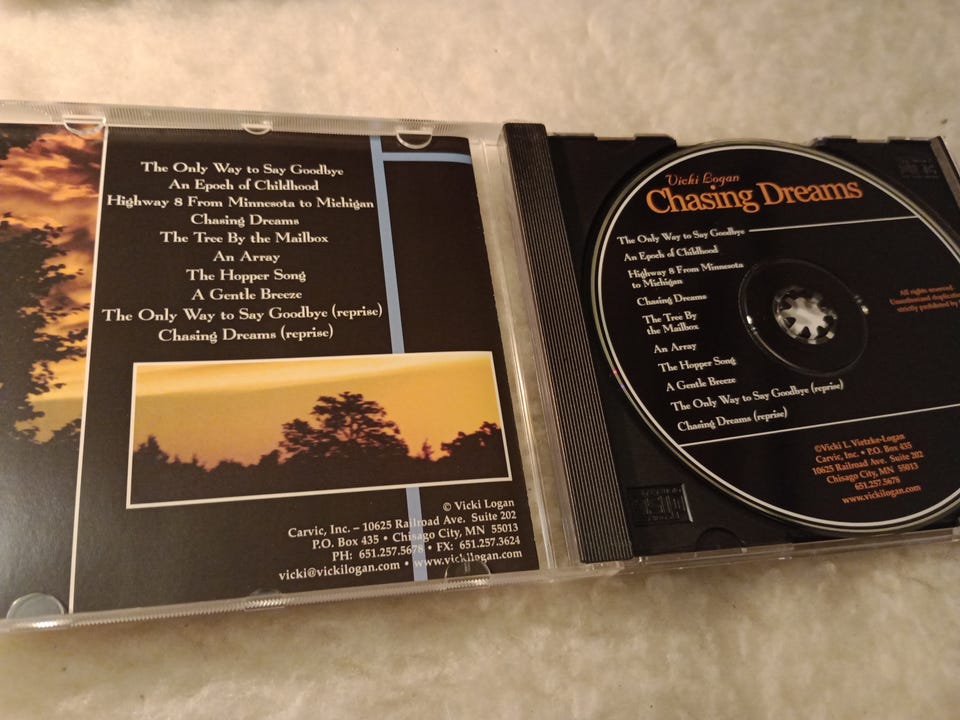 The Only Way to Say Goodbye
An Epoch of Childhood
Highway 8 From Minnesota to Michigan
Chasing Dreams
The Tree By the Mailbox
An Array
The Hopper Song
A Gentle Breeze
The Only Way to Say Goodbye (reprise)
Chasing Dreams (reprise)
© Vicki Logan
Carvic, Inc. – 10625 Railroad Ave. Suite 202
P.O. Box 435 • Chisago City, MN 55013
PH: 651.257.5678 • FX: 651.257.3624
vicki@vickilogan.com • www.vickilogan.com
Vicki Logan
Chasing Dreams
The Only Way to Say Goodbye
An Epoch of Childhood
Highway 8 From Minnesota
to Michigan
Chasing Dreams
The Tree By
the Mailbox
An Array
The Hopper Song
A Gentle Breeze
The Only Way to Say Goodbye (reprise)
Chasing Dreams (reprise)
All rights reserved
Unauthorized
strictly prohibited by
©Vicki L. Vietzke-Logan
Carvic, Inc. • P.O. Box 435
10625 Railroad Ave. Suite 202
Chisago City, MN 55013
651.257.5678
www.vickilogan.com